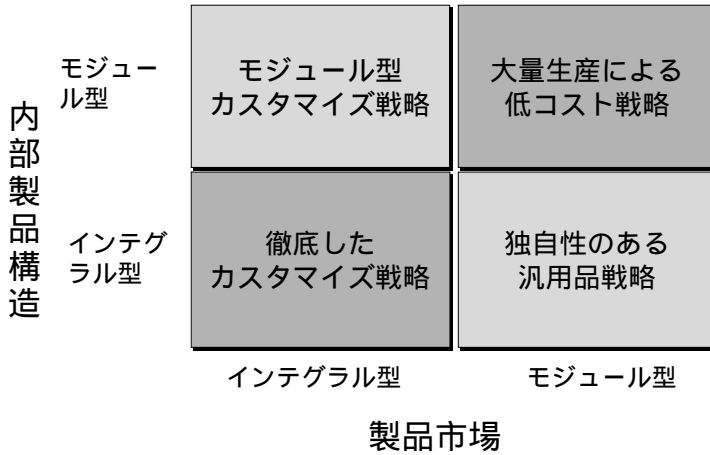 モジュー
ル型
モジュール型
カスタマイズ戦略
大量生産による
低コスト戦略
内部製品構造
インテグ
ラル型
徹底した
カスタマイズ戦略
独自性のある
汎用品戦略
インテグラル型
モジュール型
製品市場